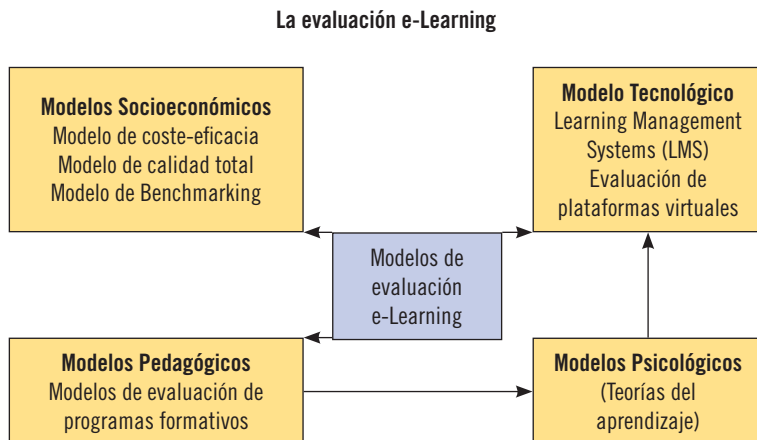 La evaluación e-Learning
Modelos Socioeconómicos
Modelo de coste-eficacia
Modelo de calidad total
Modelo de Benchmarking
Modelo Tecnológico
Learning Management
Systems (LMS)
Evaluación de
plataformas virtuales
Modelos de
evaluación
e-Learning
Modelos Pedagógicos
Modelos de evaluación de
programas formativos
Modelos Psicológicos
(Teorías del
aprendizaje)